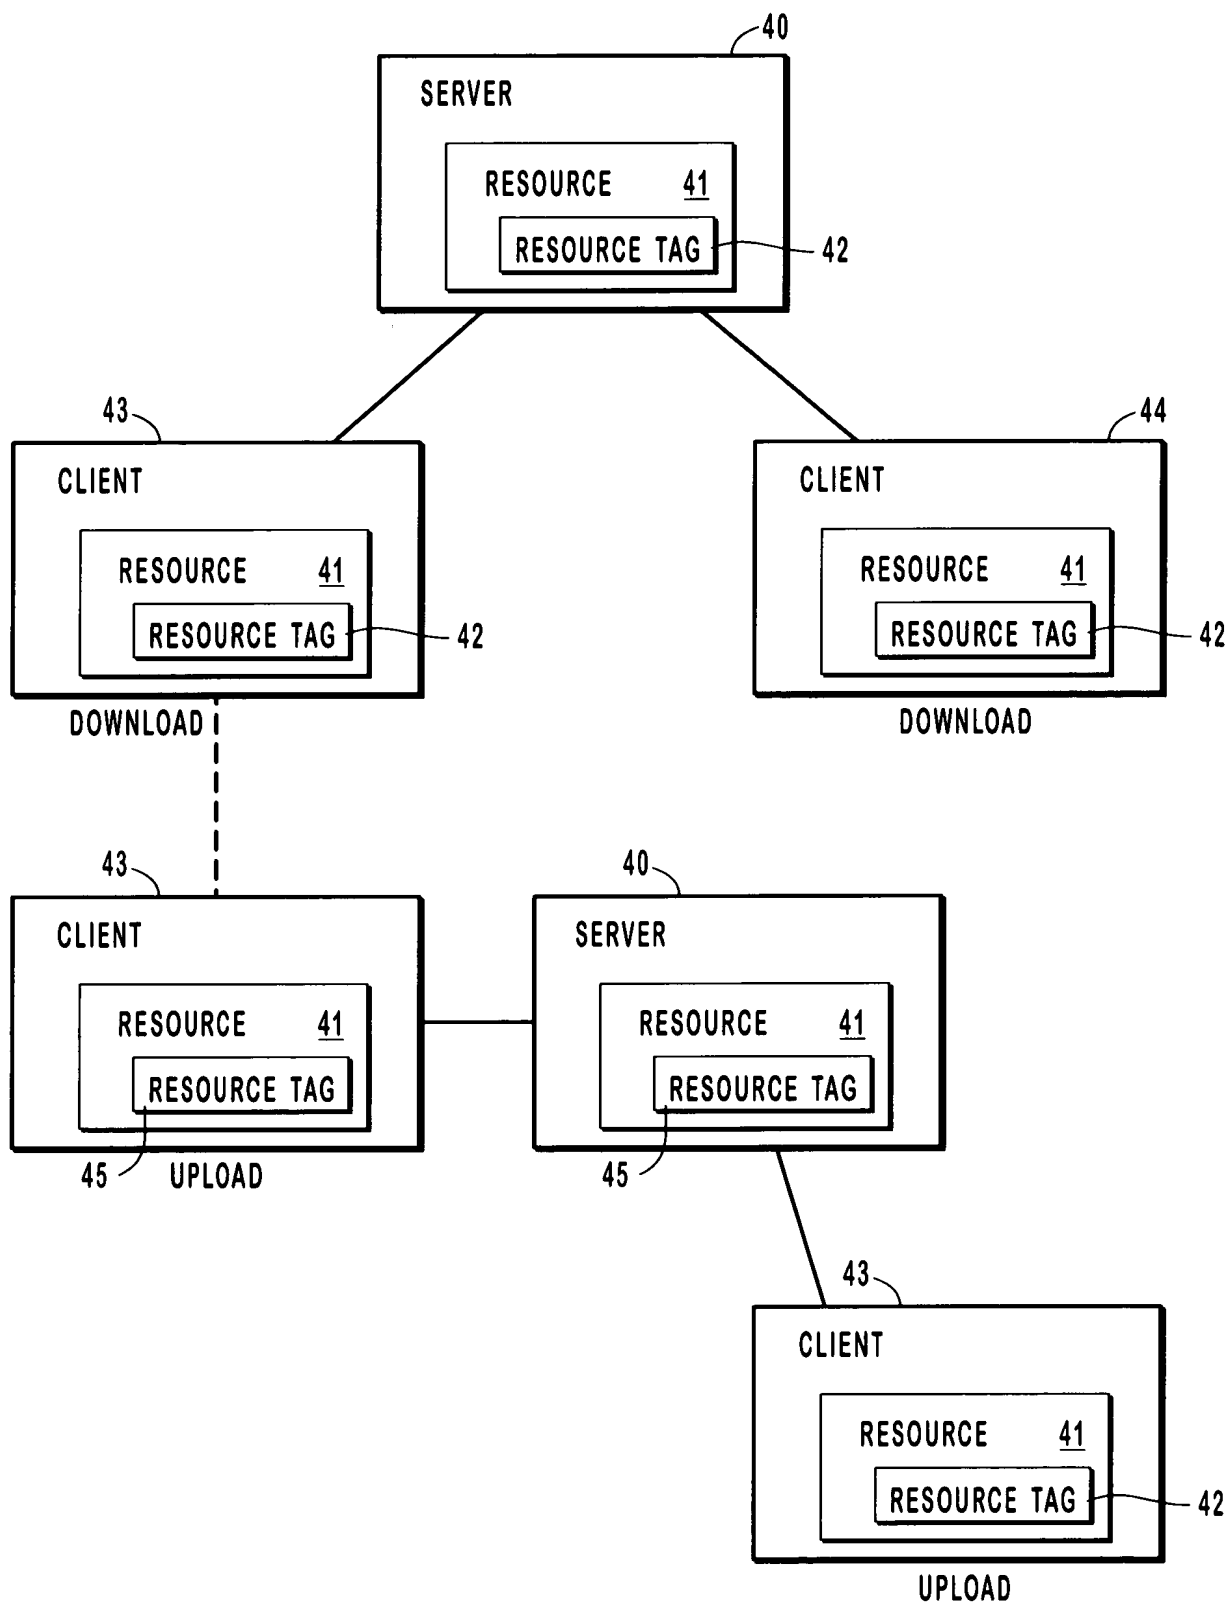 40
SERVER
RESOURCE 41
RESOURCE TAG 42
43
CLIENT
RESOURCE 41
RESOURCE TAG 42
DOWNLOAD
44
CLIENT
RESOURCE 41
RESOURCE TAG 42
DOWNLOAD
43
CLIENT
RESOURCE 41
RESOURCE TAG
45
UPLOAD
40
SERVER
RESOURCE 41
RESOURCE TAG
45
43
CLIENT
RESOURCE 41
RESOURCE TAG 42
UPLOAD